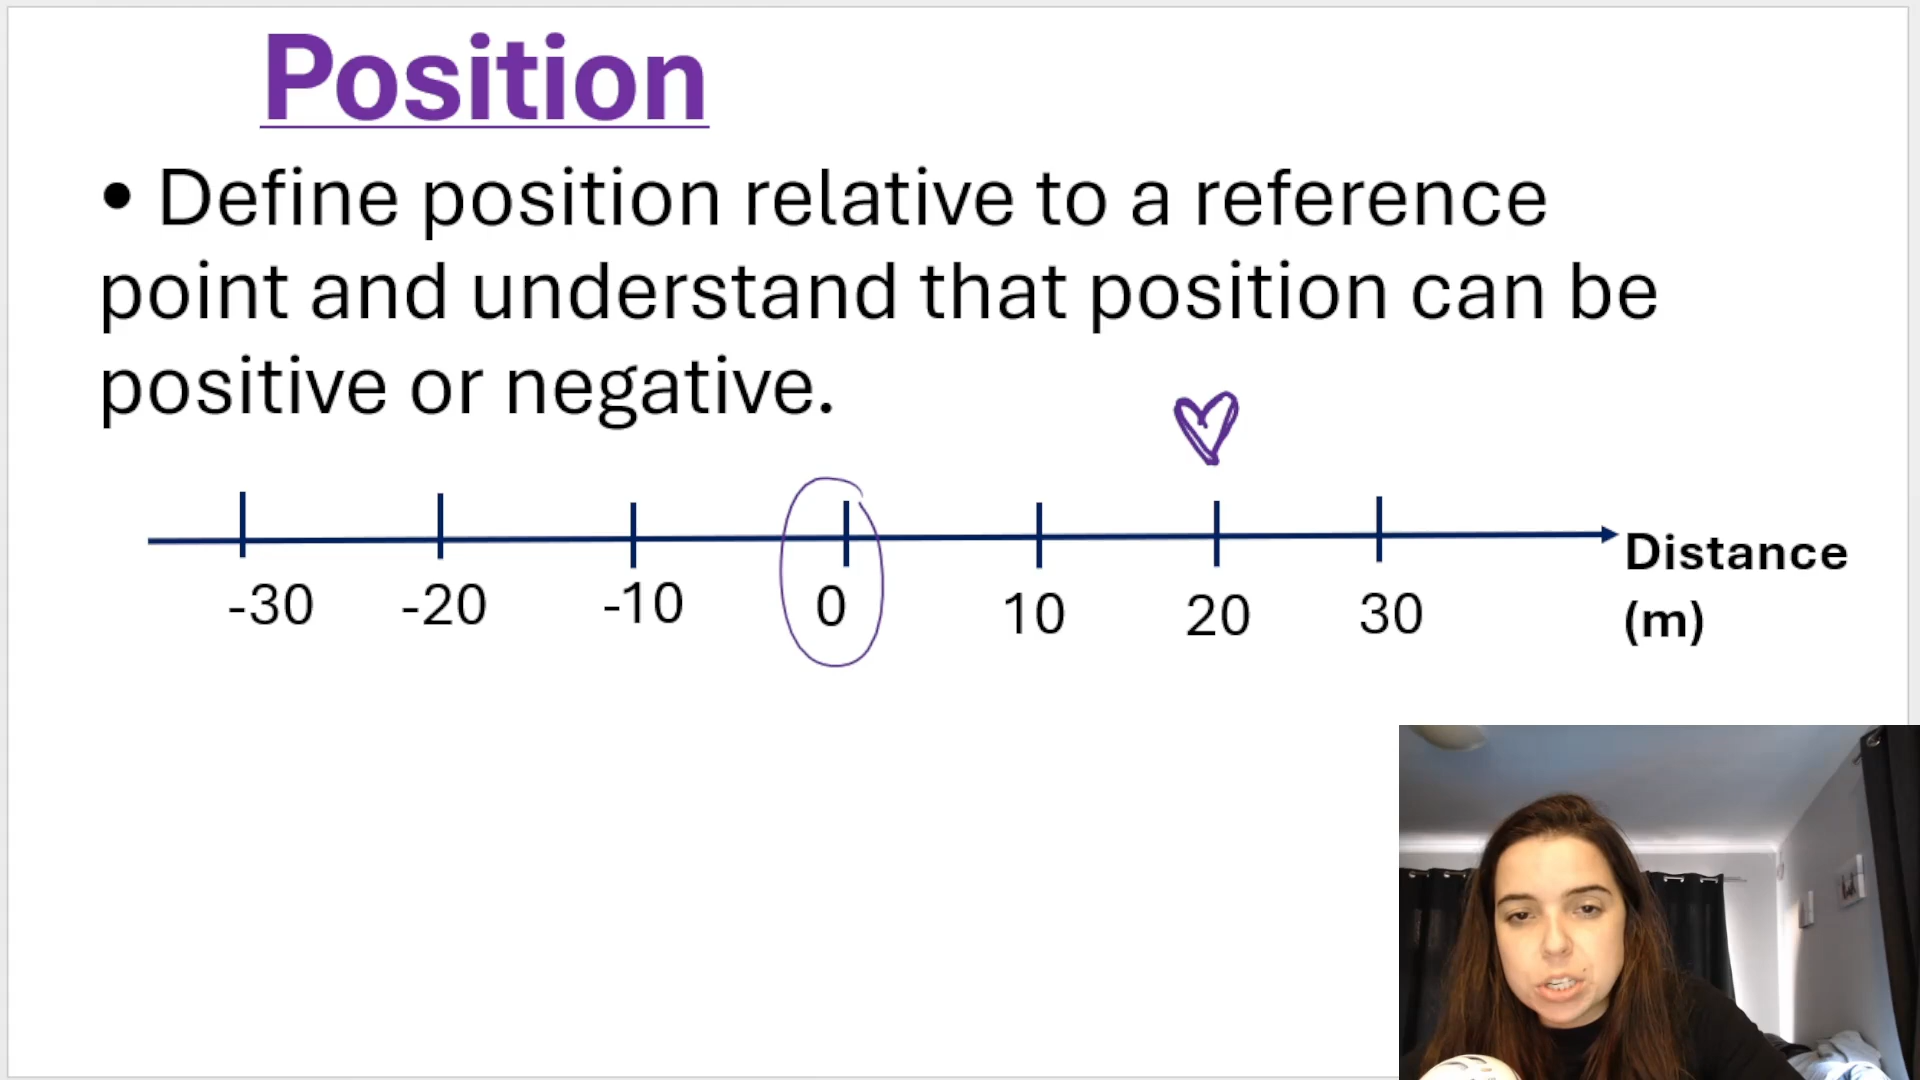 Position
• Define position relative to a reference
point and understand that position can be
positive or negative.
-30 -20 -10 0 10 20 30
Distance
(m)